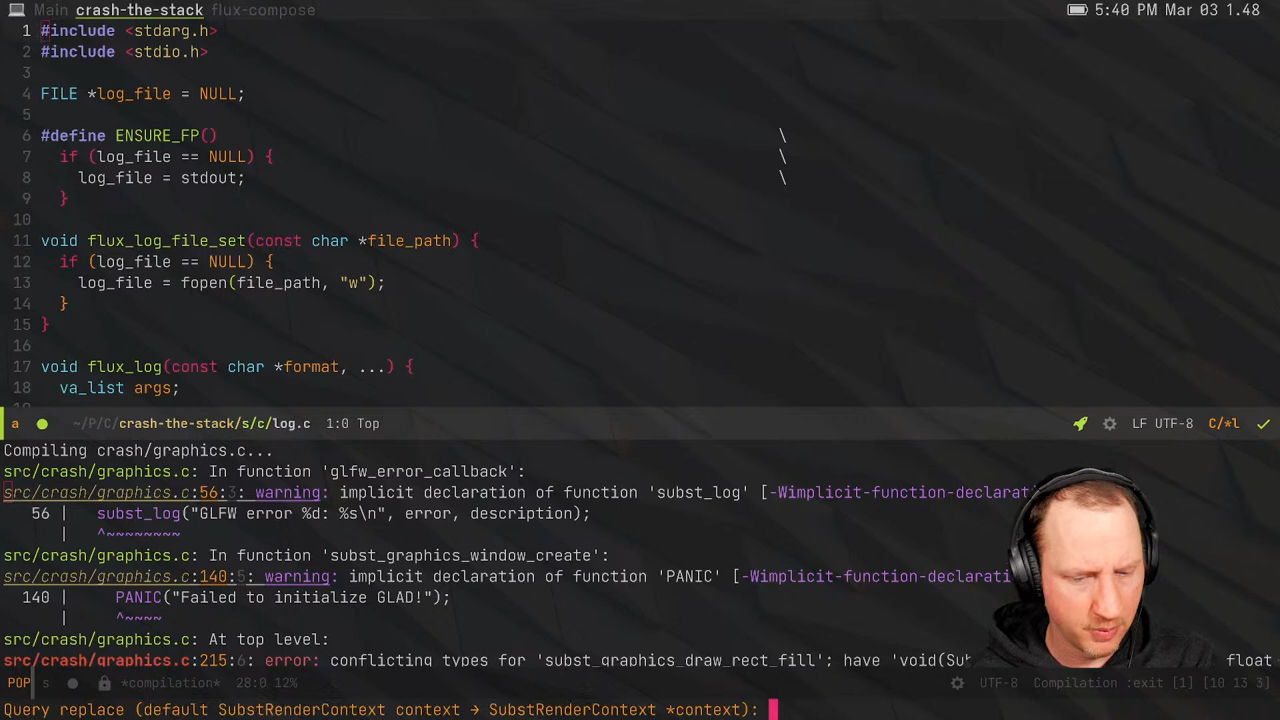 Main crash-the-stack flux-compose 5:40 PM Mar 03 1.48
1 #include <stdarg.h>
2 #include <stdio.h>
3
4 FILE *log_file = NULL;
5
6 #define ENSURE_FP() \
7 if (log_file == NULL) { \
8 log_file = stdout; \
9 }
10
11 void flux_log_file_set(const char *file_path) {
12 if (log_file == NULL) {
13 log_file = fopen(file_path, "w");
14 }
15 }
16
17 void flux_log(const char *format, ...) {
18 va_list args;
a ~/P/C/crash-the-stack/s/c/log.c 1:0 Top LF UTF-8 C/*l
Compiling crash/graphics.c...
src/crash/graphics.c: In function 'glfw_error_callback':
src/crash/graphics.c:56:3: warning: implicit declaration of function 'subst_log' [-Wimplicit-function-declarati
56 | subst_log("GLFW error %d: %s\n", error, description);
| ^~~~~~~~~
src/crash/graphics.c: In function 'subst_graphics_window_create':
src/crash/graphics.c:140:5: warning: implicit declaration of function 'PANIC' [-Wimplicit-function-declarati
140 | PANIC("Failed to initialize GLAD!");
| ^~~~~
src/crash/graphics.c: At top level:
src/crash/graphics.c:215:6: error: conflicting types for 'subst_graphics_draw_rect_fill'; have 'void(Sub float
POP s *compilation* 28:0 12% UTF-8 Compilation :exit [1] [10 13 3]
Query replace (default SubstRenderContext context → SubstRenderContext *context):